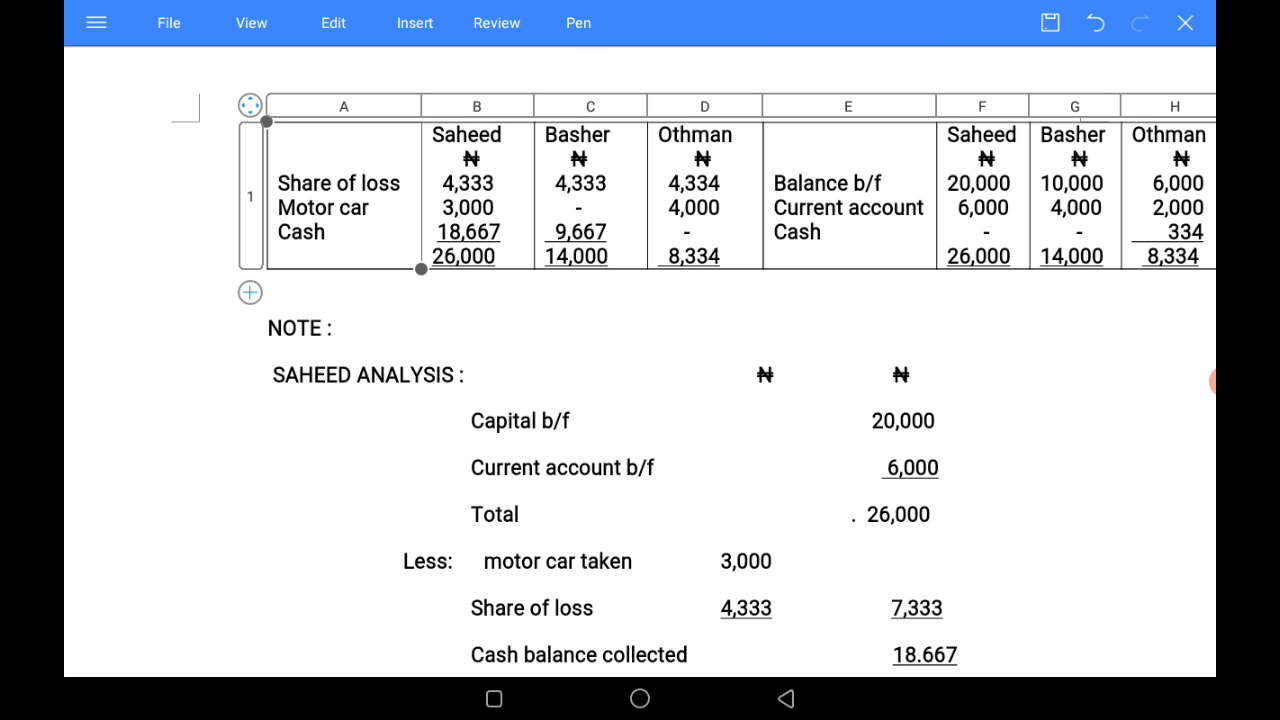 File View Edit Insert Review Pen
A B C D E F G H
Saheed Basher Othman Saheed Basher Othman
₦ ₦ ₦ ₦ ₦ ₦
1 Share of loss 4,333 4,333 4,334 Balance b/f 20,000 10,000 6,000
Motor car 3,000 - 4,000 Current account 6,000 4,000 2,000
Cash 18,667 9,667 - Cash - - 334
26,000 14,000 8,334 26,000 14,000 8,334
NOTE :
SAHEED ANALYSIS : ₦ ₦
Capital b/f 20,000
Current account b/f 6,000
Total . 26,000
Less: motor car taken 3,000
Share of loss 4,333 7,333
Cash balance collected 18.667